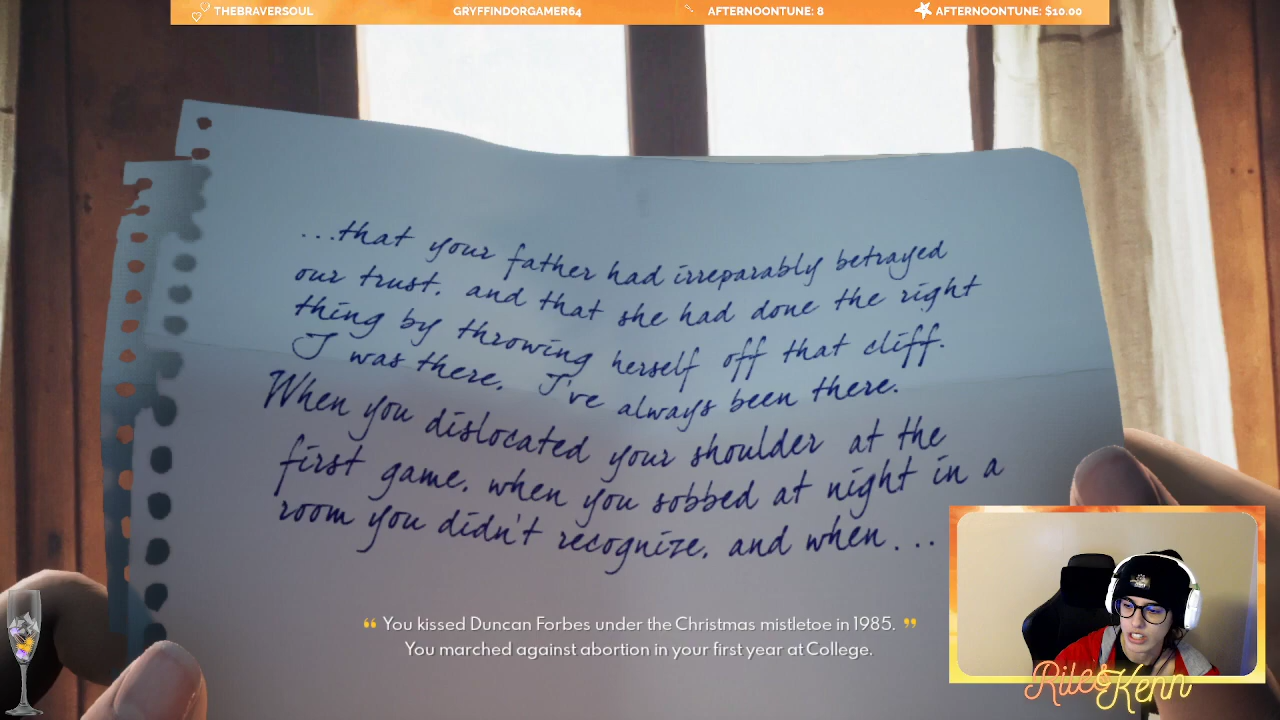 THEBRAVERSOUL
GRYFFINDORGAMER64
AFTERNOONTUNE: 8
AFTERNOONTUNE: $10.00
...that your father had irreparably betrayed
our trust, and that she had done the right
thing by throwing herself off that cliff.
I was there, I've always been there.
When you dislocated your shoulder at the
first game, when you sobbed at night in a
room you didn't recognize, and when...
“ You kissed Duncan Forbes under the Christmas mistletoe in 1985. ”
You marched against abortion in your first year at College.
Riles
Kenn